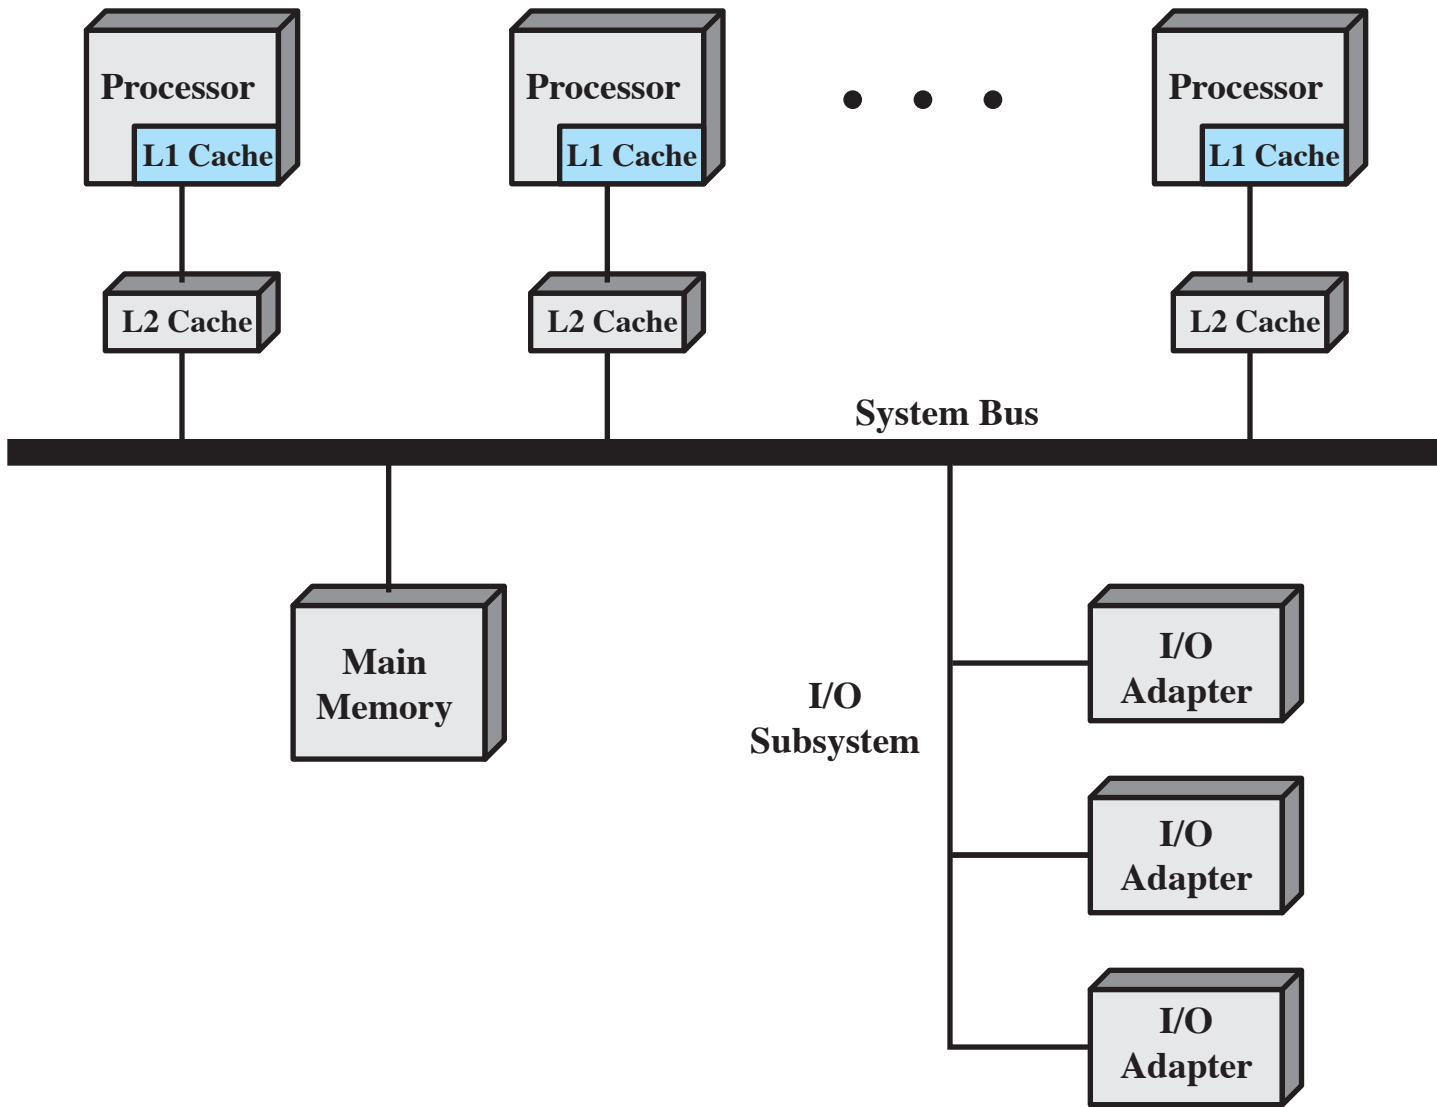 Processor
L1 Cache
Processor
L1 Cache
Processor
L1 Cache
L2 Cache
L2 Cache
L2 Cache
System Bus
Main
Memory
I/O
Subsystem
I/O
Adapter
I/O
Adapter
I/O
Adapter